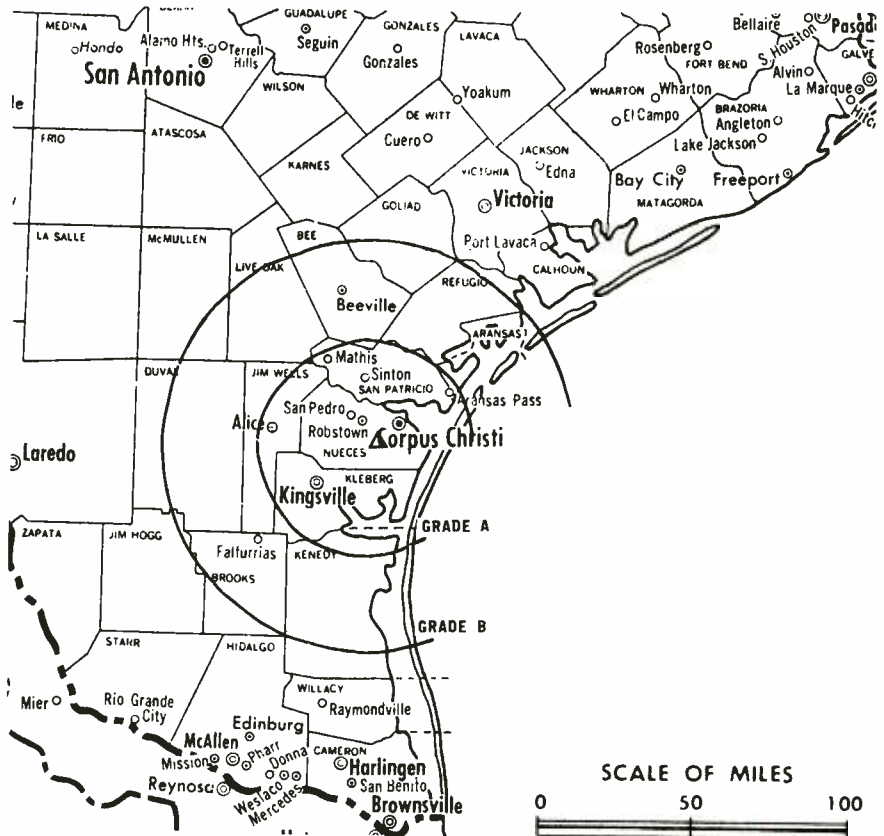 MEDINA
Hondo
Alamo Hts.
Terrell
Hills
San Antonio
GUADALUPE
Seguin
GONZALES
Gonzales
LAVACA
WILSON
Yoakum
DE WITT
Cuero
Bellaire
S. Houston
Rosenberg
FORT BEND
Alvin
La Marque
WHARTON
Wharton
El Campo
BRAZORIA
Angleton
Lake Jackson
FRIO
ATASCOSA
KARNES
JACKSON
Edna
VICTORIA
Victoria
GOLIAD
Bay City
Freeport
MATAGORDA
LA SALLE
McMULLEN
BEE
LIVE OAK
Port Lavaca
CALHOUN
REFUGIO
Beeville
ARANSAS
Mathis
Sinton
SAN PATRICIO
Aransas Pass
DUVAL
JIM WELLS
San Pedro
Alice
Robstown
Corpus Christi
NUECES
Laredo
KLEBERG
Kingsville
GRADE A
ZAPATA
JIM HOGG
Falfurrias
KENEDY
BROOKS
GRADE B
STARR
HIDALGO
WILLACY
Raymondville
Mier
Rio Grande
City
Edinburg
McAllen
Mission
Pharr
Donna
CAMERON
Harlingen
San Benito
Reynosa
Weslaco
Mercedes
Brownsville
SCALE OF MILES
0 50 100